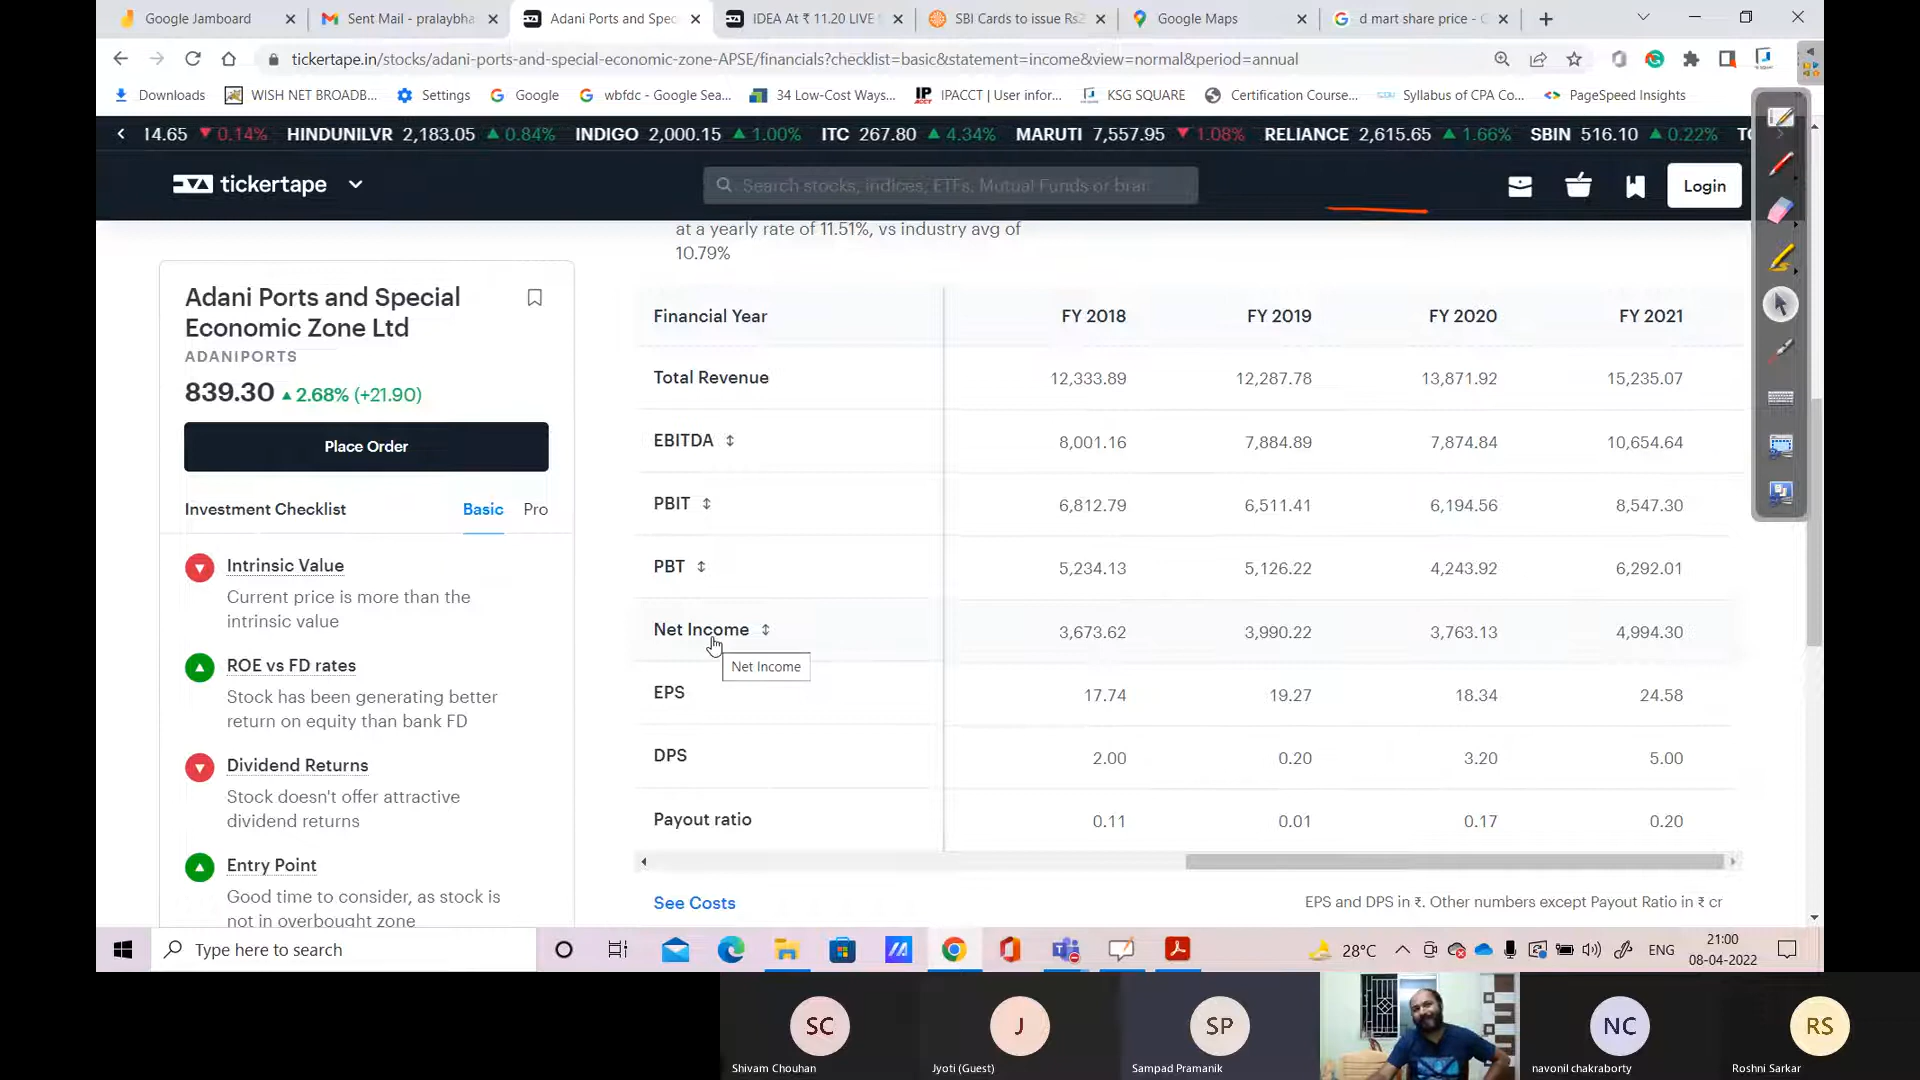 Google Jamboard
Sent Mail - pralaybha
Adani Ports and Spec
IDEA At ₹ 11.20 LIVE
SBI Cards to issue Rs2
Google Maps
d mart share price -
tickertape.in/stocks/adani-ports-and-special-economic-zone-APSE/financials?checklist=basic&statement=income&view=normal&period=annual
Downloads
WISH NET BROADB...
Settings
Google
wbfdc - Google Sea...
34 Low-Cost Ways...
IPACCT | User infor...
KSG SQUARE
Certification Course...
Syllabus of CPA Co...
PageSpeed Insights
14.65 ▼ 0.14% HINDUNILVR 2,183.05 ▲ 0.84% INDIGO 2,000.15 ▲ 1.00% ITC 267.80 ▲ 4.34% MARUTI 7,557.95 ▼ 1.08% RELIANCE 2,615.65 ▲ 1.66% SBIN 516.10 ▲ 0.22%
tickertape
Search stocks, indices, ETFs, Mutual Funds or bran
Login
at a yearly rate of 11.51%, vs industry avg of
10.79%
Adani Ports and Special
Economic Zone Ltd
ADANIPORTS
839.30 ▲ 2.68% (+21.90)
Place Order
Investment Checklist Basic Pro
Intrinsic Value
Current price is more than the
intrinsic value
ROE vs FD rates
Stock has been generating better
return on equity than bank FD
Dividend Returns
Stock doesn't offer attractive
dividend returns
Entry Point
Good time to consider, as stock is
not in overbought zone
Financial Year FY 2018 FY 2019 FY 2020 FY 2021
Total Revenue 12,333.89 12,287.78 13,871.92 15,235.07
EBITDA 8,001.16 7,884.89 7,874.84 10,654.64
PBIT 6,812.79 6,511.41 6,194.56 8,547.30
PBT 5,234.13 5,126.22 4,243.92 6,292.01
Net Income 3,673.62 3,990.22 3,763.13 4,994.30
Net Income
EPS 17.74 19.27 18.34 24.58
DPS 2.00 0.20 3.20 5.00
Payout ratio 0.11 0.01 0.17 0.20
See Costs
EPS and DPS in ₹. Other numbers except Payout Ratio in ₹ cr
Type here to search
28°C
ENG
21:00
08-04-2022
SC
J
SP
NC
RS
Shivam Chouhan
Jyoti (Guest)
Sampad Pramanik
navonil chakraborty
Roshni Sarkar